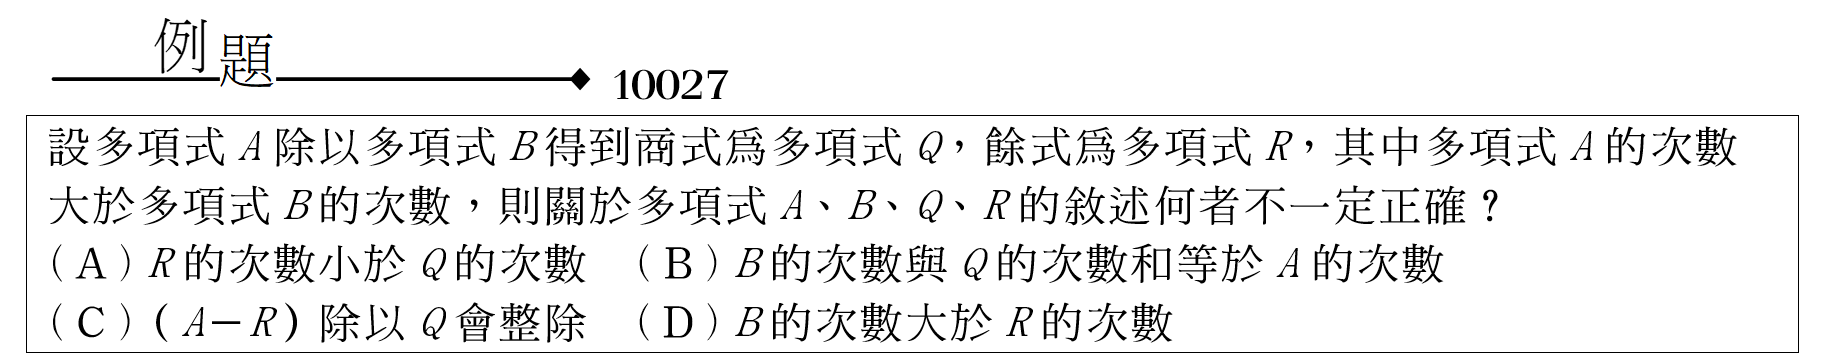 例題 10027
設多項式 A 除以多項式 B 得到商式為多項式 Q，餘式為多項式 R，其中多項式 A 的次數
大於多項式 B 的次數，則關於多項式 A、B、Q、R 的敘述何者不一定正確？
（A）R 的次數小於 Q 的次數 （B）B 的次數與 Q 的次數和等於 A 的次數
（C）(A－R) 除以 Q 會整除 （D）B 的次數大於 R 的次數